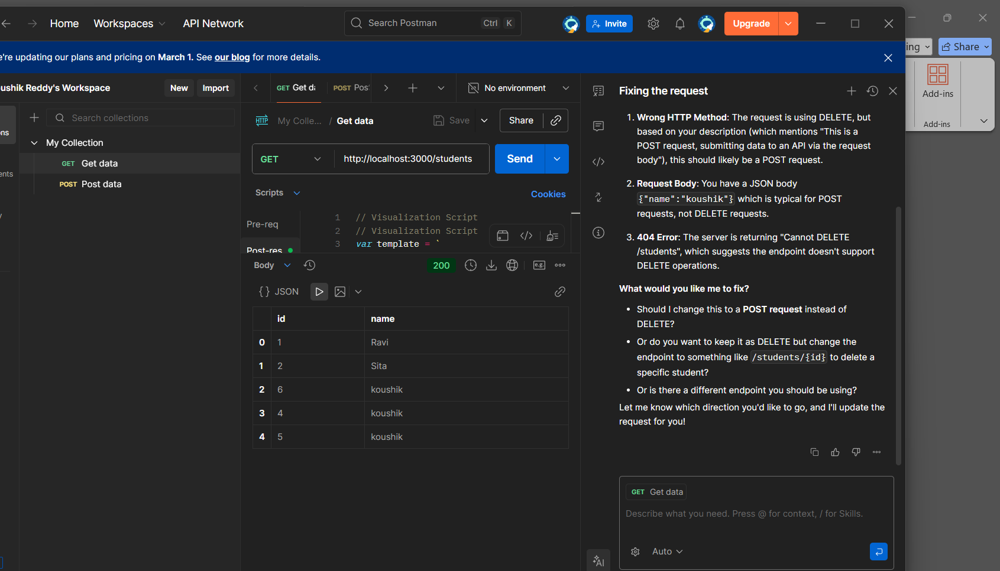 Home
Workspaces
API Network
Search Postman
Ctrl K
Invite
Upgrade
're updating our plans and pricing on March 1. See our blog for more details.
ing
Share
Add-ins
Add-ins
ushik Reddy's Workspace
New
Import
Search collections
ns
My Collection
GET Get data
ents
POST Post data
GET Get da
POST Pos
No environment
HTTP My Colle... / Get data
Save
Share
GET
http://localhost:3000/students
Send
Scripts
Cookies
Pre-req
Post-res
1 // Visualization Script
2 // Visualization Script
3 var template = `
Body
200
e.g.
{} JSON
id name
0 1 Ravi
1 2 Sita
2 6 koushik
3 4 koushik
4 5 koushik
Fixing the request
1. Wrong HTTP Method: The request is using DELETE, but
based on your description (which mentions "This is a
POST request, submitting data to an API via the request
body"), this should likely be a POST request.
2. Request Body: You have a JSON body
{"name":"koushik"} which is typical for POST
requests, not DELETE requests.
3. 404 Error: The server is returning "Cannot DELETE
/students", which suggests the endpoint doesn't support
DELETE operations.
What would you like me to fix?
• Should I change this to a POST request instead of
DELETE?
• Or do you want to keep it as DELETE but change the
endpoint to something like /students/{id} to delete a
specific student?
• Or is there a different endpoint you should be using?
Let me know which direction you'd like to go, and I'll update the
request for you!
GET Get data
Describe what you need. Press @ for context, / for Skills.
Auto
AI